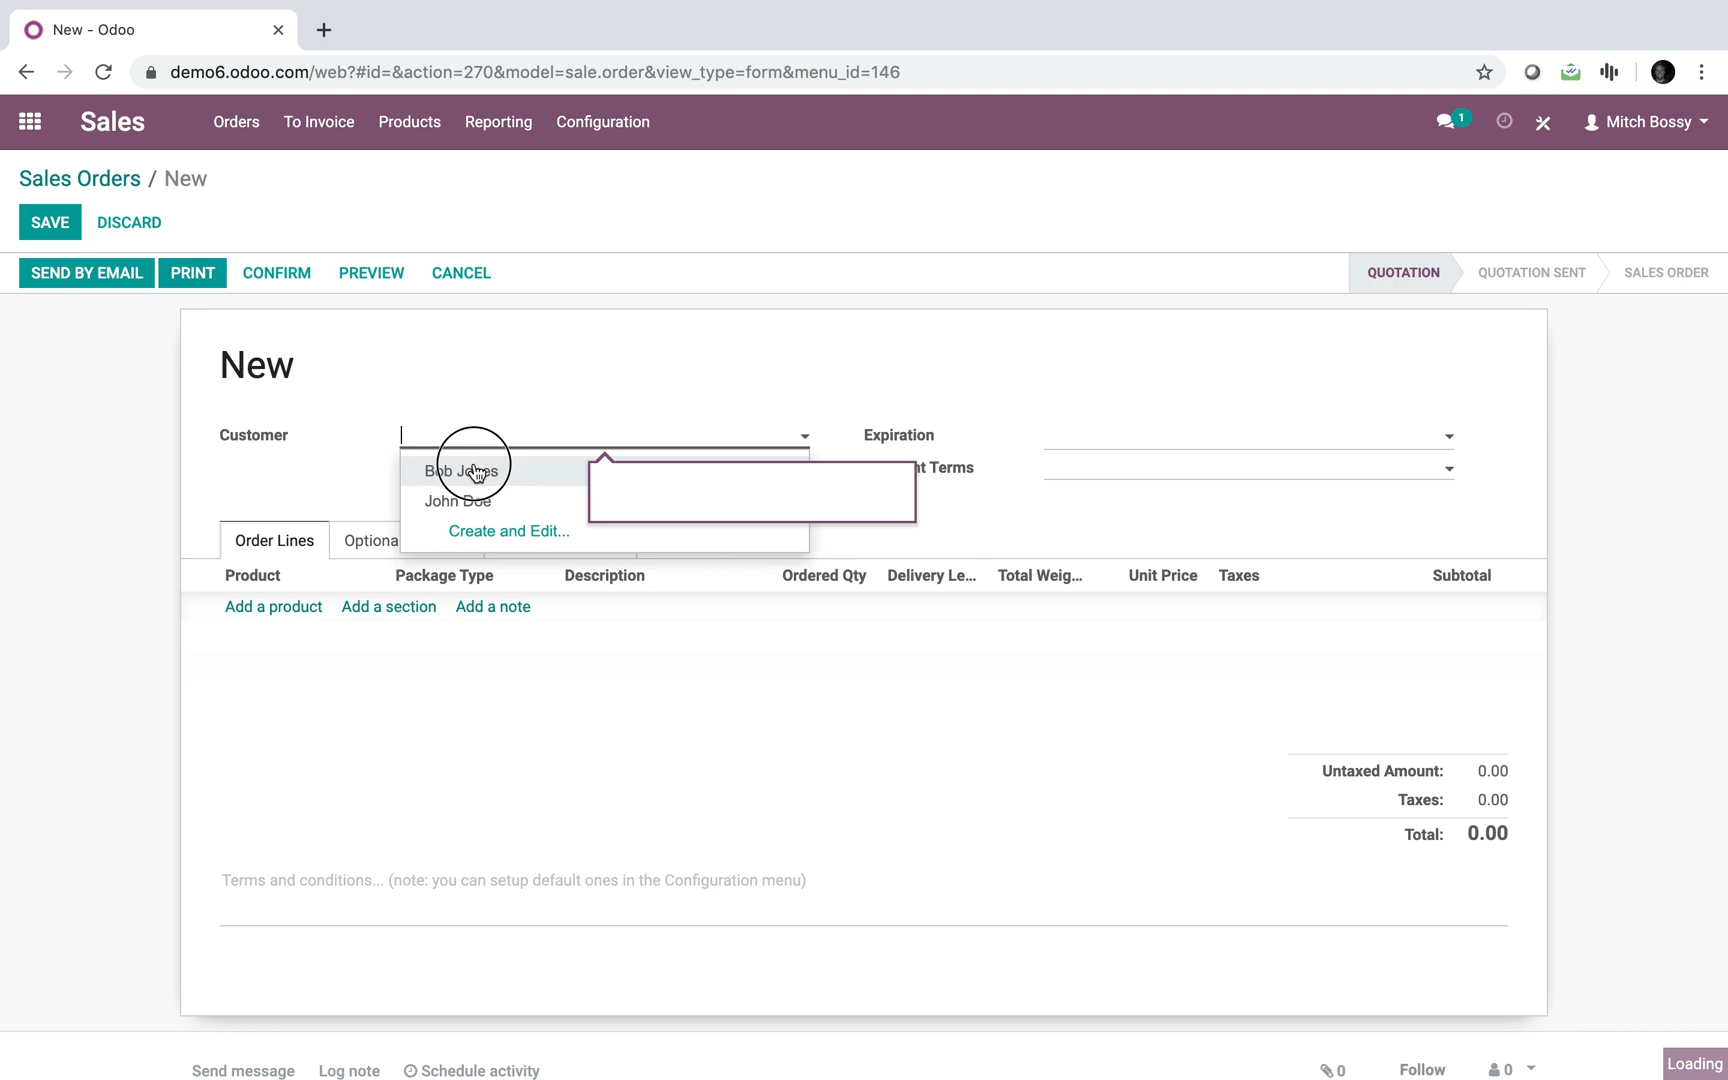 New - Odoo
demo6.odoo.com/web?#id=&action=270&model=sale.order&view_type=form&menu_id=146
Sales Orders To Invoice Products Reporting Configuration 1 Mitch Bossy
Sales Orders / New
SAVE DISCARD
SEND BY EMAIL PRINT CONFIRM PREVIEW CANCEL QUOTATION QUOTATION SENT SALES ORDER
New
Customer Expiration
Bob Jones t Terms
John Doe
Create and Edit...
Order Lines Optiona
Product Package Type Description Ordered Qty Delivery Le... Total Weig... Unit Price Taxes Subtotal
Add a product Add a section Add a note
Untaxed Amount: 0.00
Taxes: 0.00
Total: 0.00
Terms and conditions... (note: you can setup default ones in the Configuration menu)
Send message Log note Schedule activity 0 Follow 0 Loading